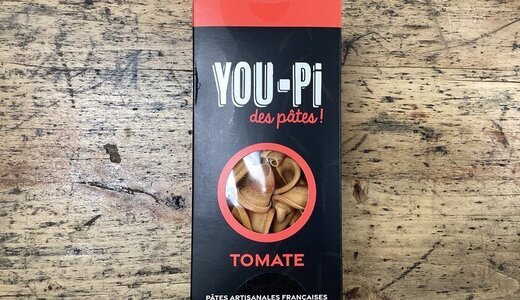 YOU-Pi
des pâtes !
TOMATE
PÂTES ARTISANALES FRANÇAISES